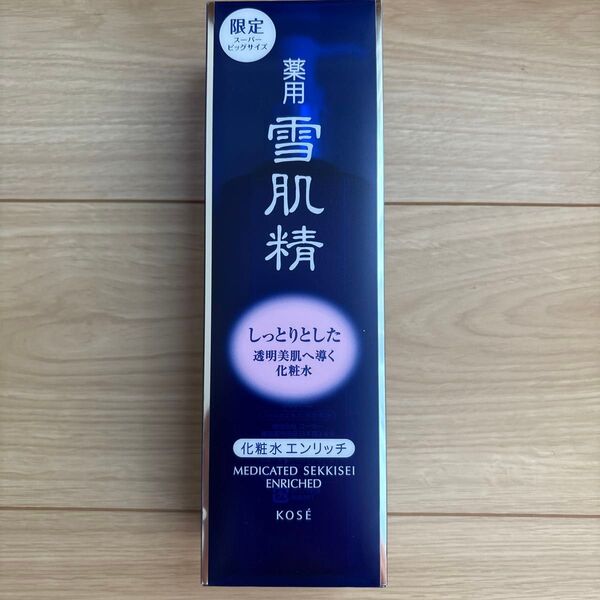 限定
スーパー
ビッグサイズ
薬用
雪肌精
しっとりとした
透明美肌へ導く
化粧水
化粧水 エンリッチ
MEDICATED SEKKISEI
ENRICHED
KOSÉ